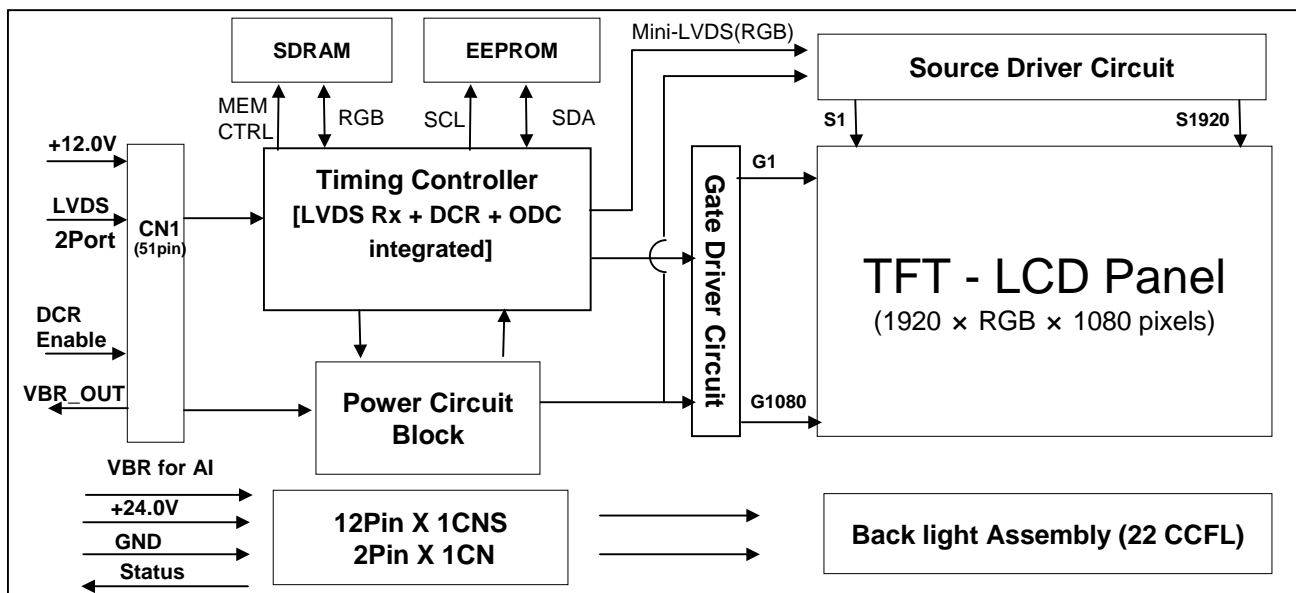 SDRAM
EEPROM
Mini-LVDS(RGB)
Source Driver Circuit
MEM
CTRL
RGB
SCL
SDA
S1
S1920
+12.0V
LVDS
2Port
CN1
(51pin)
DCR
Enable
VBR_OUT
Timing Controller
[LVDS Rx + DCR + ODC
integrated]
Power Circuit
Block
Gate Driver Circuit
G1
G1080
TFT - LCD Panel
(1920 × RGB × 1080 pixels)
VBR for AI
+24.0V
GND
Status
12Pin X 1CNS
2Pin X 1CN
Back light Assembly (22 CCFL)